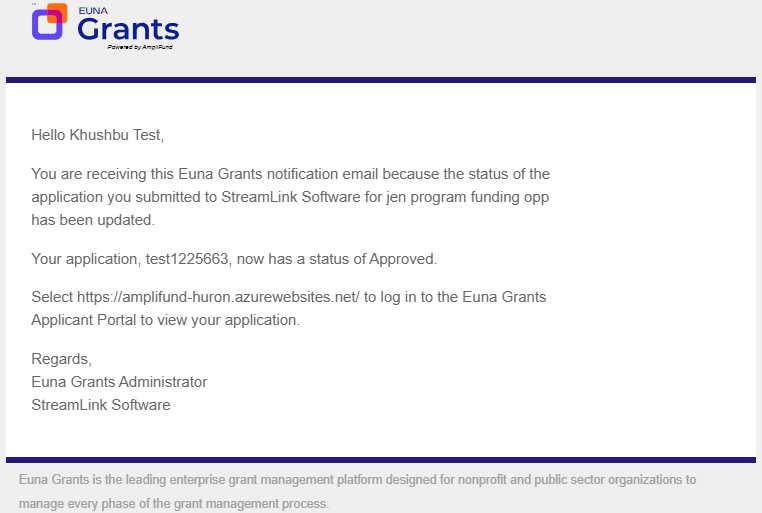 ™
EUNA
Grants
Powered by AmpliFund
Hello Khushbu Test,
You are receiving this Euna Grants notification email because the status of the
application you submitted to StreamLink Software for jen program funding opp
has been updated.
Your application, test1225663, now has a status of Approved.
Select https://amplifund-huron.azurewebsites.net/ to log in to the Euna Grants
Applicant Portal to view your application.
Regards,
Euna Grants Administrator
StreamLink Software
Euna Grants is the leading enterprise grant management platform designed for nonprofit and public sector organizations to
manage every phase of the grant management process.